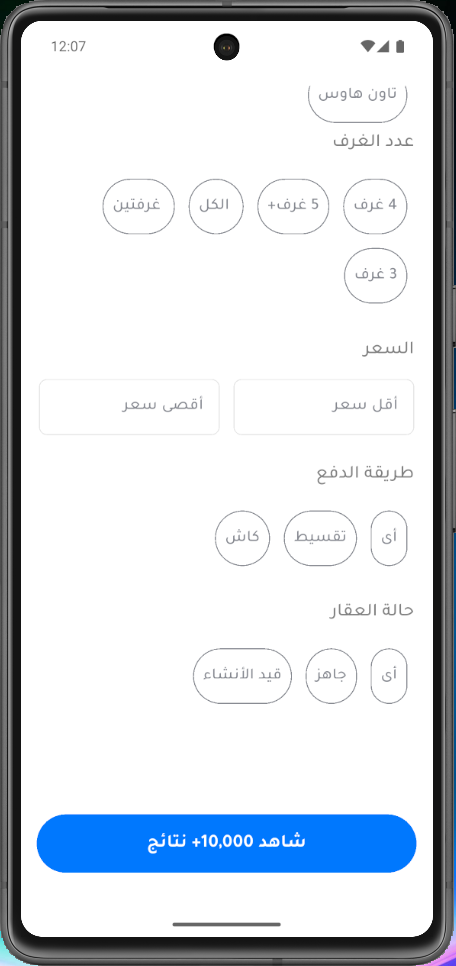 12:07
تاون هاوس
عدد الغرف
4 غرف 5 غرف+ الكل غرفتين
3 غرف
السعر
أقل سعر أقصى سعر
طريقة الدفع
أى تقسيط كاش
حالة العقار
أى جاهز قيد الأنشاء
شاهد 10,000+ نتائج